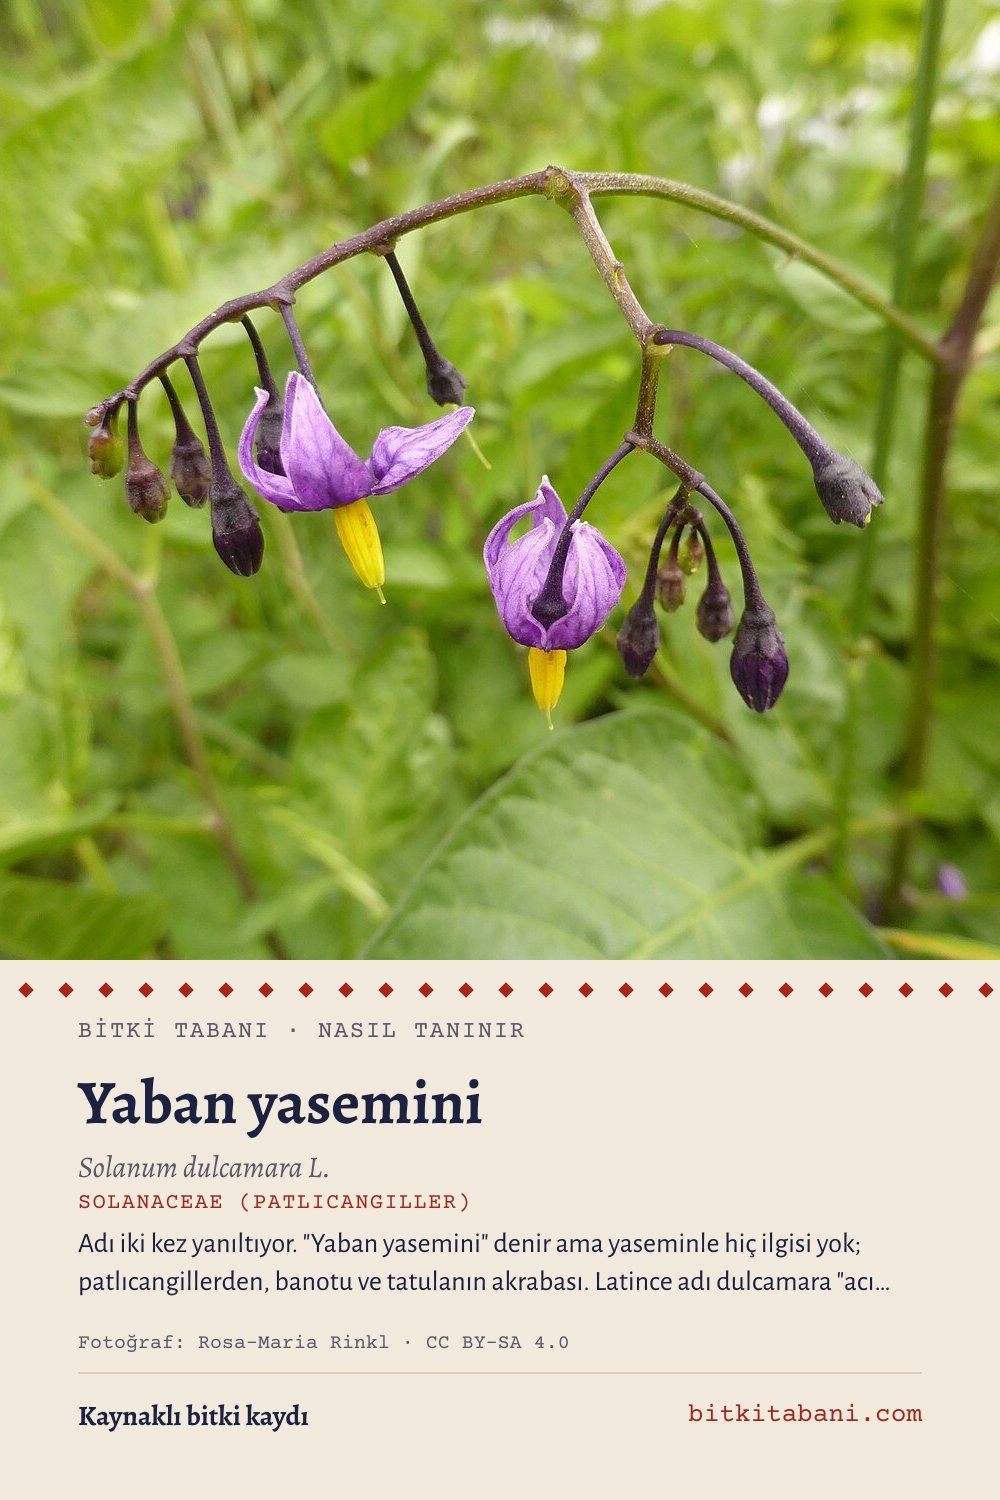 BİTKİ TABANI · NASIL TANINIR
Yaban yasemini
Solanum dulcamara L.
SOLANACEAE (PATLICANGILLER)
Adı iki kez yanıltıyor. "Yaban yasemini" denir ama yaseminle hiç ilgisi yok;
patlıcangillerden, banotu ve tatulanın akrabası. Latince adı dulcamara "acı…
Fotoğraf: Rosa-Maria Rinkl · CC BY-SA 4.0
Kaynaklı bitki kaydı
bitkitabani.com